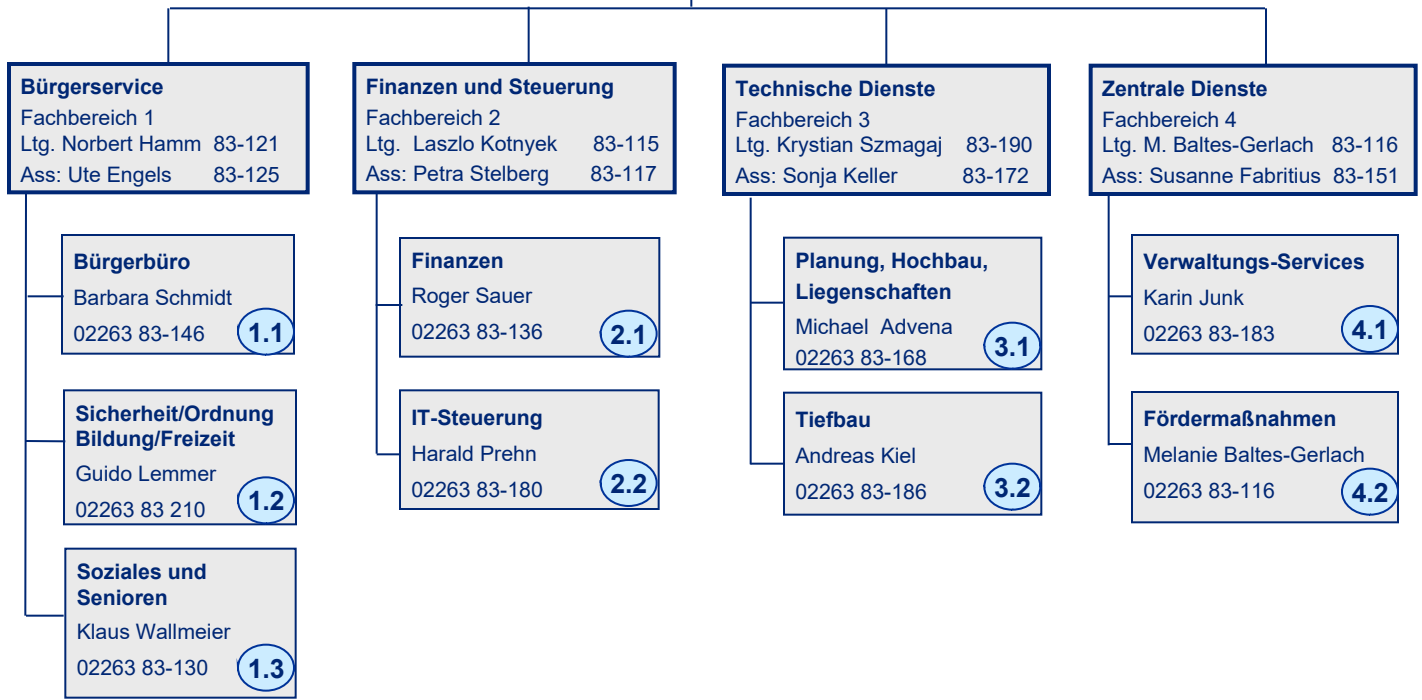 Bürgerservice
Fachbereich 1
Ltg. Norbert Hamm 83-121
Ass: Ute Engels 83-125
Bürgerbüro
Barbara Schmidt
02263 83-146
1.1
Sicherheit/Ordnung
Bildung/Freizeit
Guido Lemmer
02263 83 210
1.2
Soziales und
Senioren
Klaus Wallmeier
02263 83-130
1.3
Finanzen und Steuerung
Fachbereich 2
Ltg. Laszlo Kotnyek 83-115
Ass: Petra Stelberg 83-117
Finanzen
Roger Sauer
02263 83-136
2.1
IT-Steuerung
Harald Prehn
02263 83-180
2.2
Technische Dienste
Fachbereich 3
Ltg. Krystian Szmagaj 83-190
Ass: Sonja Keller 83-172
Planung, Hochbau,
Liegenschaften
Michael Advena
02263 83-168
3.1
Tiefbau
Andreas Kiel
02263 83-186
3.2
Zentrale Dienste
Fachbereich 4
Ltg. M. Baltes-Gerlach 83-116
Ass: Susanne Fabritius 83-151
Verwaltungs-Services
Karin Junk
02263 83-183
4.1
Fördermaßnahmen
Melanie Baltes-Gerlach
02263 83-116
4.2